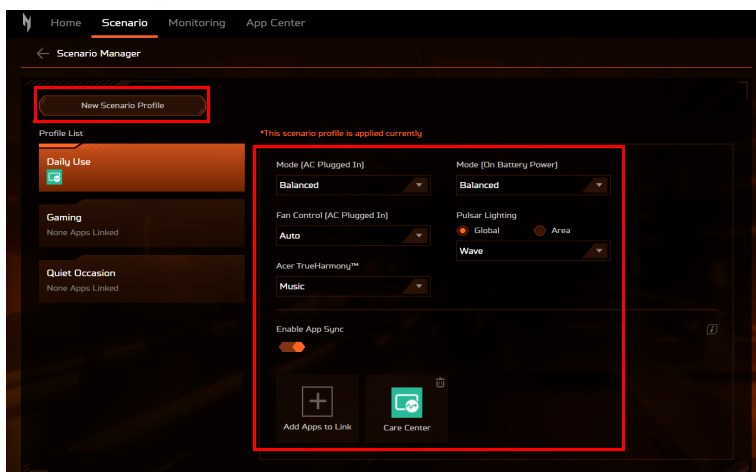 Home Scenario Monitoring App Center
Scenario Manager
New Scenario Profile
Profile List
*This scenario profile is applied currently
Daily Use
Gaming
None Apps Linked
Quiet Occasion
None Apps Linked
Mode (AC Plugged In) Mode (On Battery Power)
Balanced Balanced
Fan Control (AC Plugged In) Pulsar Lighting
Global Area
Auto
Wave
Acer TrueHarmony™
Music
Enable App Sync
Add Apps to Link Care Center